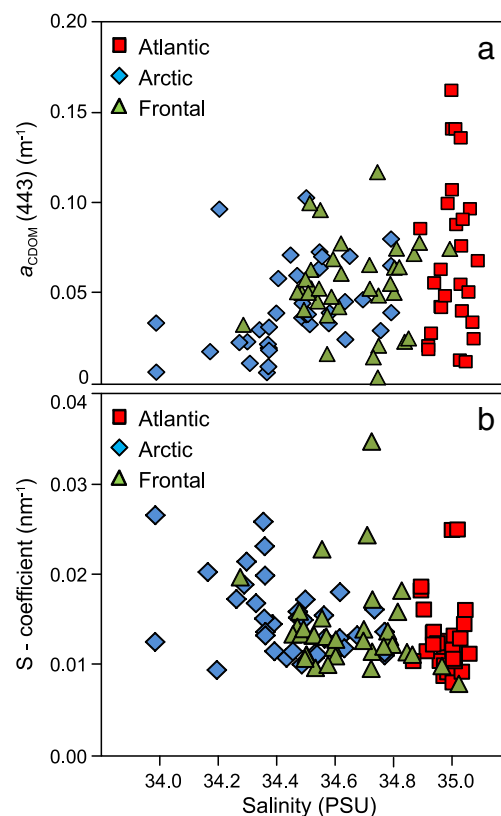 0.20
a
Atlantic
Arctic
Frontal
0.15
0.10
0.05
0
aCDOM (443) (m-1)
0.04
b
Atlantic
Arctic
Frontal
0.03
0.02
0.01
0.00
S - coefficient (nm-1)
34.0 34.2 34.4 34.6 34.8 35.0
Salinity (PSU)